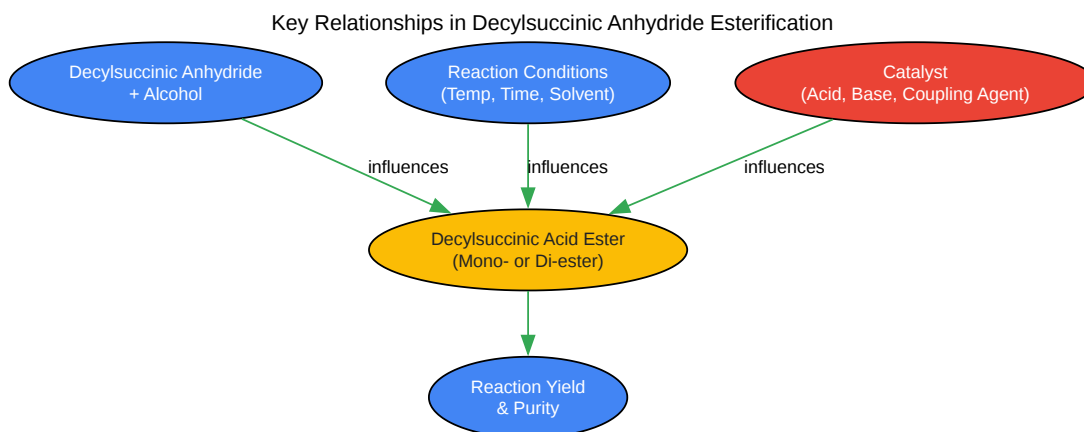 Key Relationships in Decylsuccinic Anhydride Esterification
Decylsuccinic Anhydride
+ Alcohol
Reaction Conditions
(Temp, Time, Solvent)
Catalyst
(Acid, Base, Coupling Agent)
influences
influences
influences
Decylsuccinic Acid Ester
(Mono- or Di-ester)
Reaction Yield
& Purity